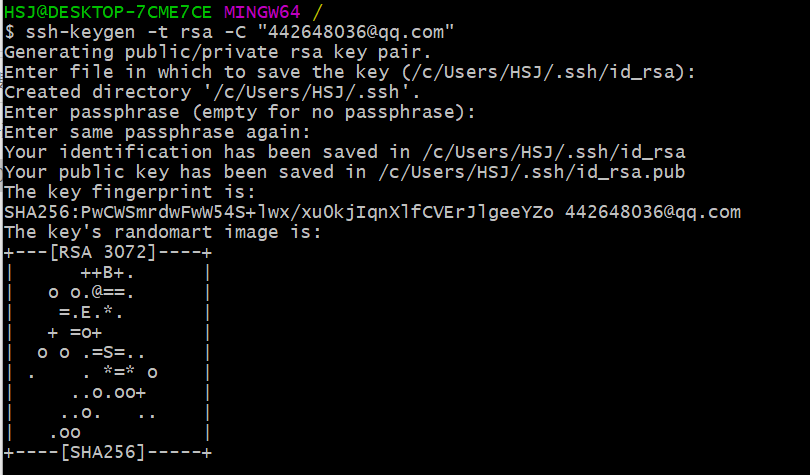 HSJ@DESKTOP-7CME7CE MINGW64 /
$ ssh-keygen -t rsa -C "442648036@qq.com"
Generating public/private rsa key pair.
Enter file in which to save the key (/c/Users/HSJ/.ssh/id_rsa):
Created directory '/c/Users/HSJ/.ssh'.
Enter passphrase (empty for no passphrase):
Enter same passphrase again:
Your identification has been saved in /c/Users/HSJ/.ssh/id_rsa
Your public key has been saved in /c/Users/HSJ/.ssh/id_rsa.pub
The key fingerprint is:
SHA256:PwCWSmrdwFwW54S+lwx/xuOkjIqnXlfCVErJlgeeYZo 442648036@qq.com
The key's randomart image is:
+---[RSA 3072]----+
|      ++B+.      |
|   o o.@==.      |
|    =.E.*.       |
|   + =o+         |
|  o o .=S=..     |
| .    . *=* o    |
|     ..o.oo+     |
|    ..o.   ..    |
|   .oo           |
+----[SHA256]-----+